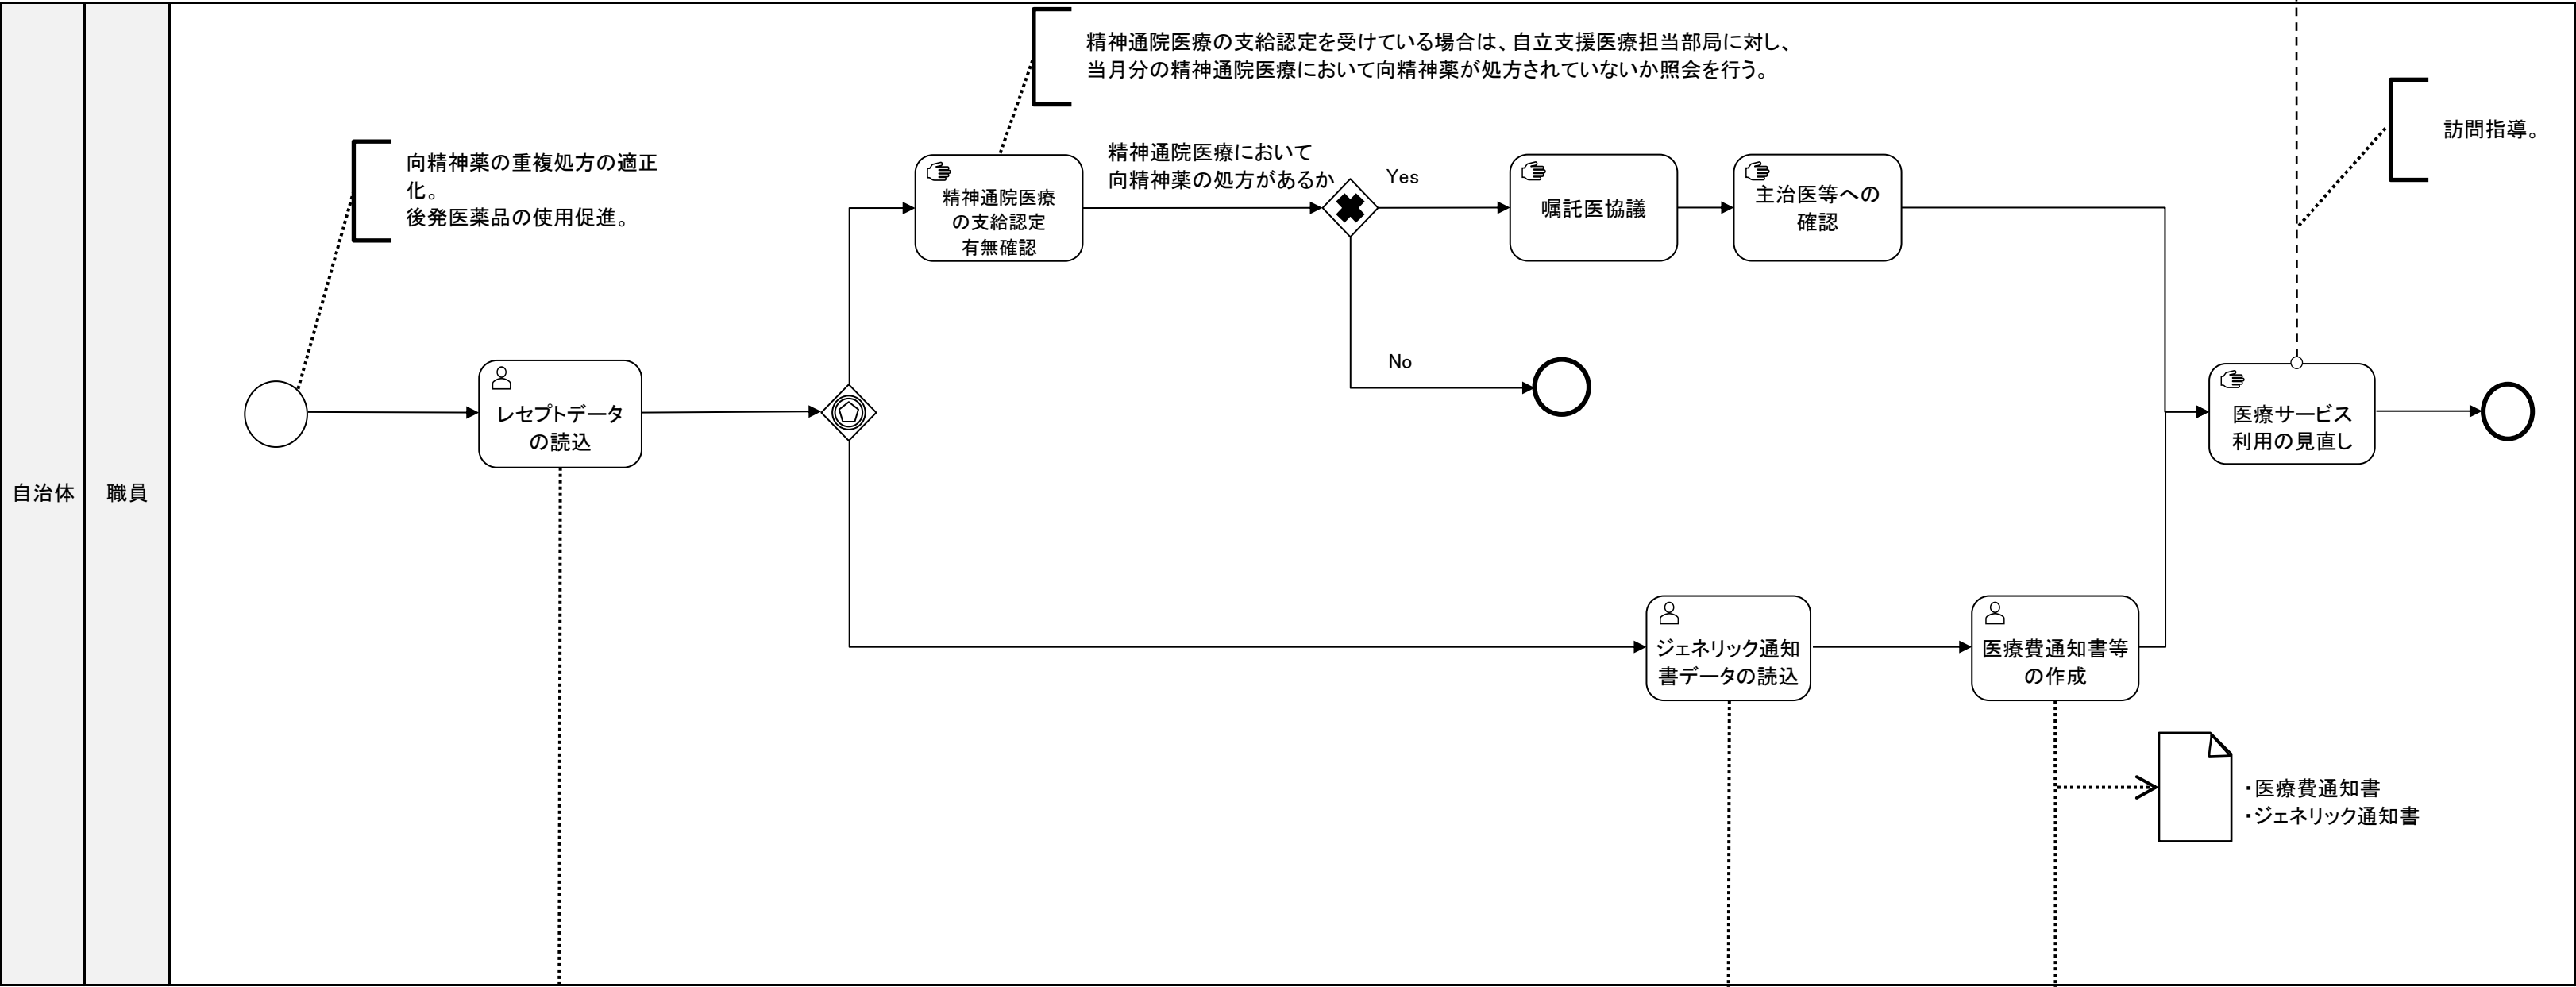 自治体
職員
向精神薬の重複処方の適正
化。
後発医薬品の使用促進。
レセプトデータ
の読込
精神通院医療の支給認定を受けている場合は、自立支援医療担当部局に対し、
当月分の精神通院医療において向精神薬が処方されていないか照会を行う。
精神通院医療
の支給認定
有無確認
精神通院医療において
向精神薬の処方があるか
Yes
No
嘱託医協議
主治医等への
確認
訪問指導。
医療サービス
利用の見直し
ジェネリック通知
書データの読込
医療費通知書等
の作成
・医療費通知書
・ジェネリック通知書